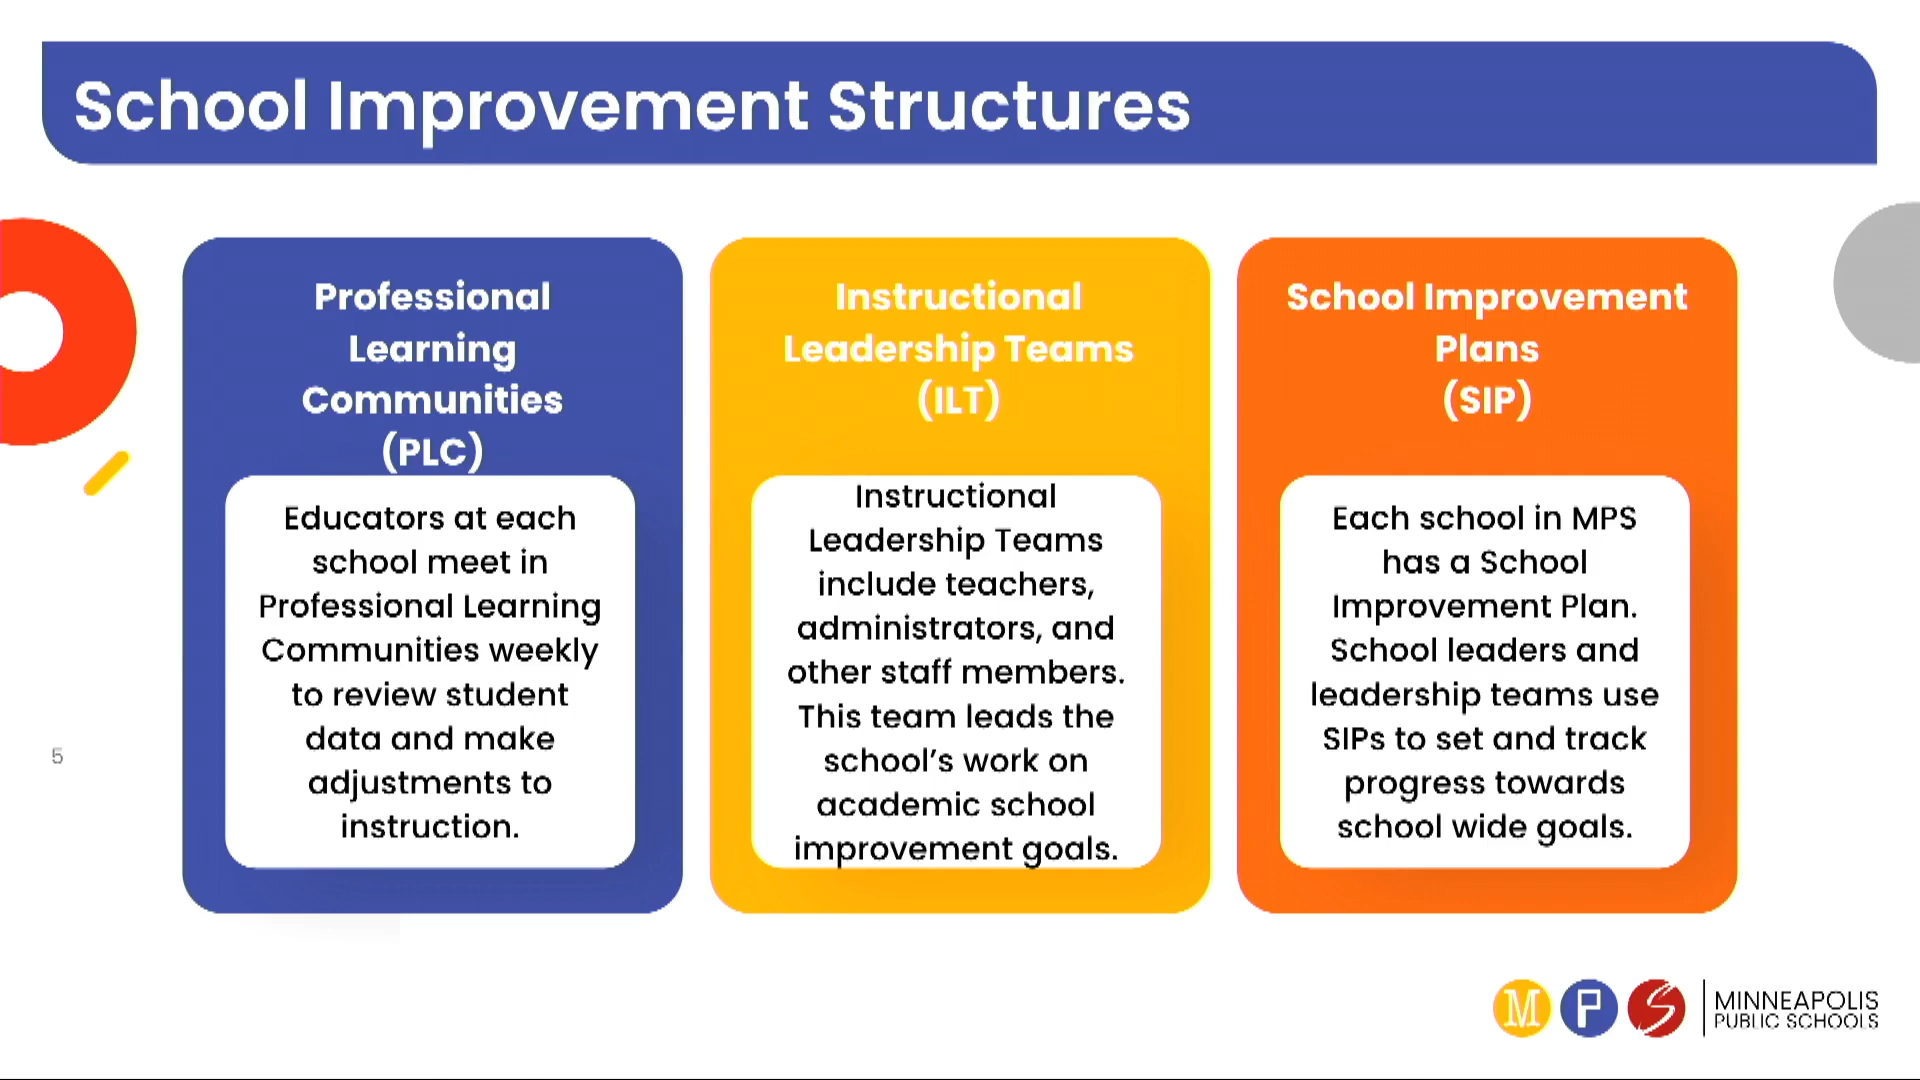 School Improvement Structures
Professional
Learning
Communities
(PLC)
Educators at each
school meet in
Professional Learning
Communities weekly
to review student
data and make
adjustments to
instruction.
Instructional
Leadership Teams
(ILT)
Instructional
Leadership Teams
include teachers,
administrators, and
other staff members.
This team leads the
school’s work on
academic school
improvement goals.
School Improvement
Plans
(SIP)
Each school in MPS
has a School
Improvement Plan.
School leaders and
leadership teams use
SIPs to set and track
progress towards
school wide goals.
5
M P S
MINNEAPOLIS
PUBLIC SCHOOLS